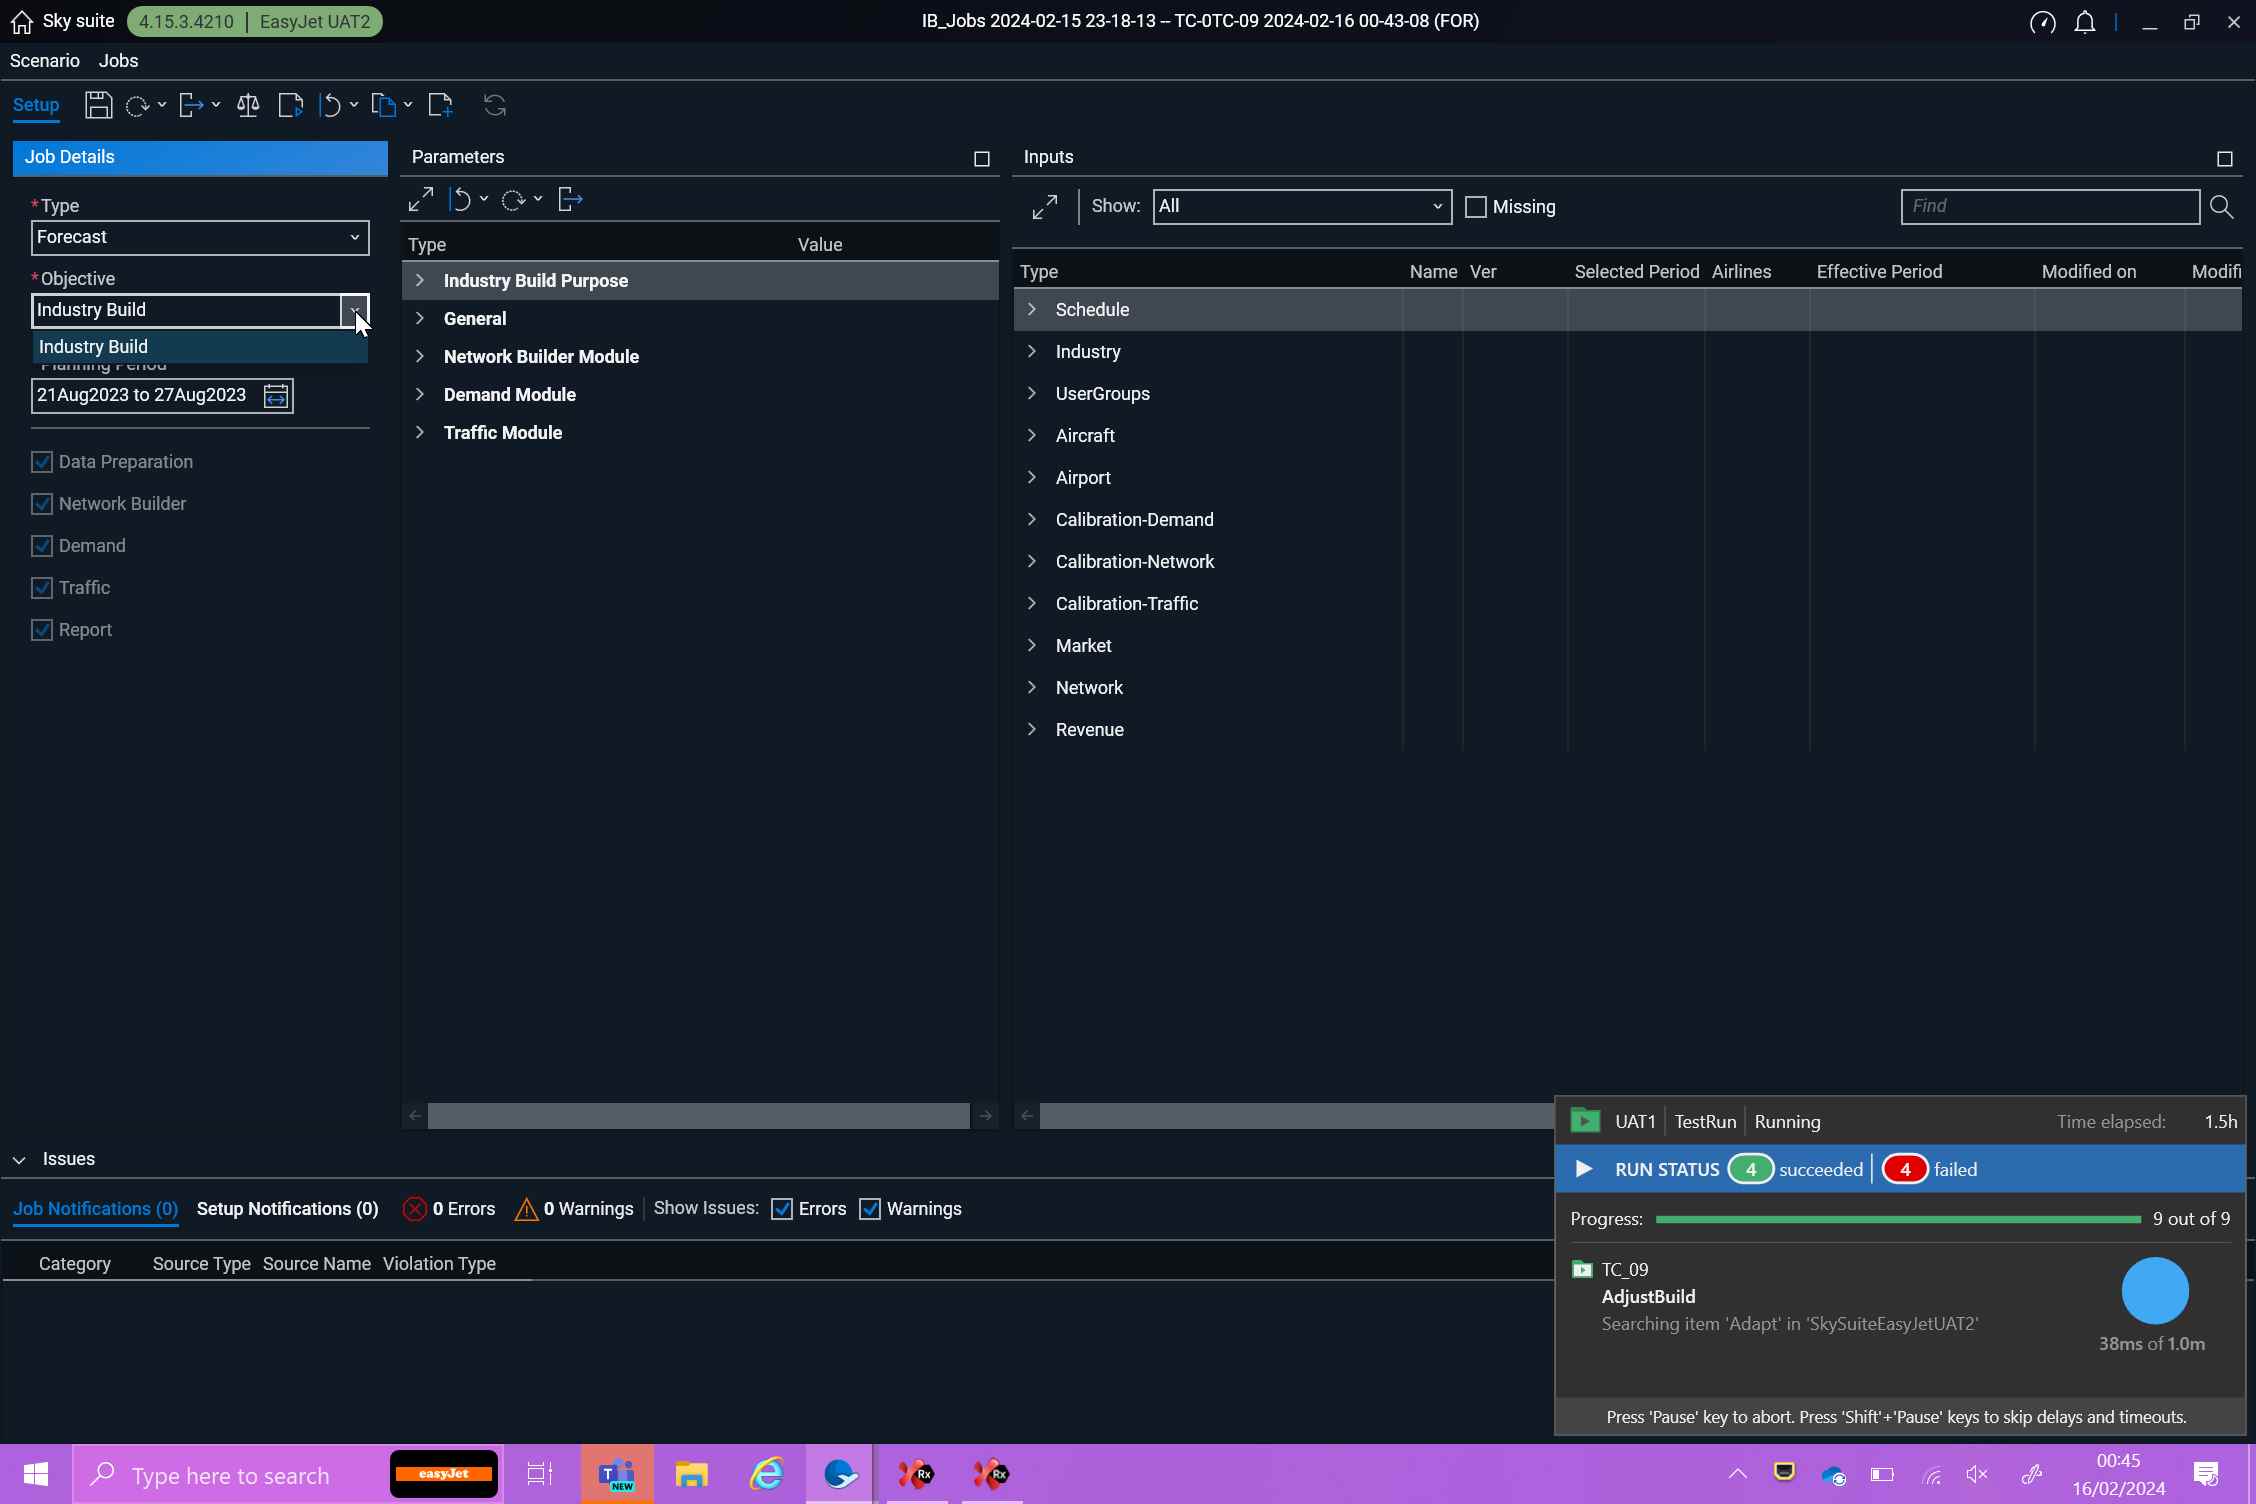 Sky suite 4.15.3.4210 | EasyJet UAT2 IB_Jobs 2024-02-15 23-18-13 -- TC-0TC-09 2024-02-16 00-43-08 (FOR)
Scenario Jobs
Setup
Job Details
*Type
Forecast
*Objective
Industry Build
Industry Build
Planning Period
21Aug2023 to 27Aug2023
Data Preparation
Network Builder
Demand
Traffic
Report
Parameters
Type Value
Industry Build Purpose
General
Network Builder Module
Demand Module
Traffic Module
Inputs
Show: All Missing Find
Type Name Ver Selected Period Airlines Effective Period Modified on Modifi
Schedule
Industry
UserGroups
Aircraft
Airport
Calibration-Demand
Calibration-Network
Calibration-Traffic
Market
Network
Revenue
Issues
Job Notifications (0) Setup Notifications (0) 0 Errors 0 Warnings Show Issues: Errors Warnings
Category Source Type Source Name Violation Type
UAT1 TestRun Running Time elapsed: 1.5h
RUN STATUS 4 succeeded 4 failed
Progress: 9 out of 9
TC_09
AdjustBuild
Searching item 'Adapt' in 'SkySuiteEasyJetUAT2'
38ms of 1.0m
Press 'Pause' key to abort. Press 'Shift'+'Pause' keys to skip delays and timeouts.
Type here to search easyJet T NEW Rx Rx
00:45
16/02/2024